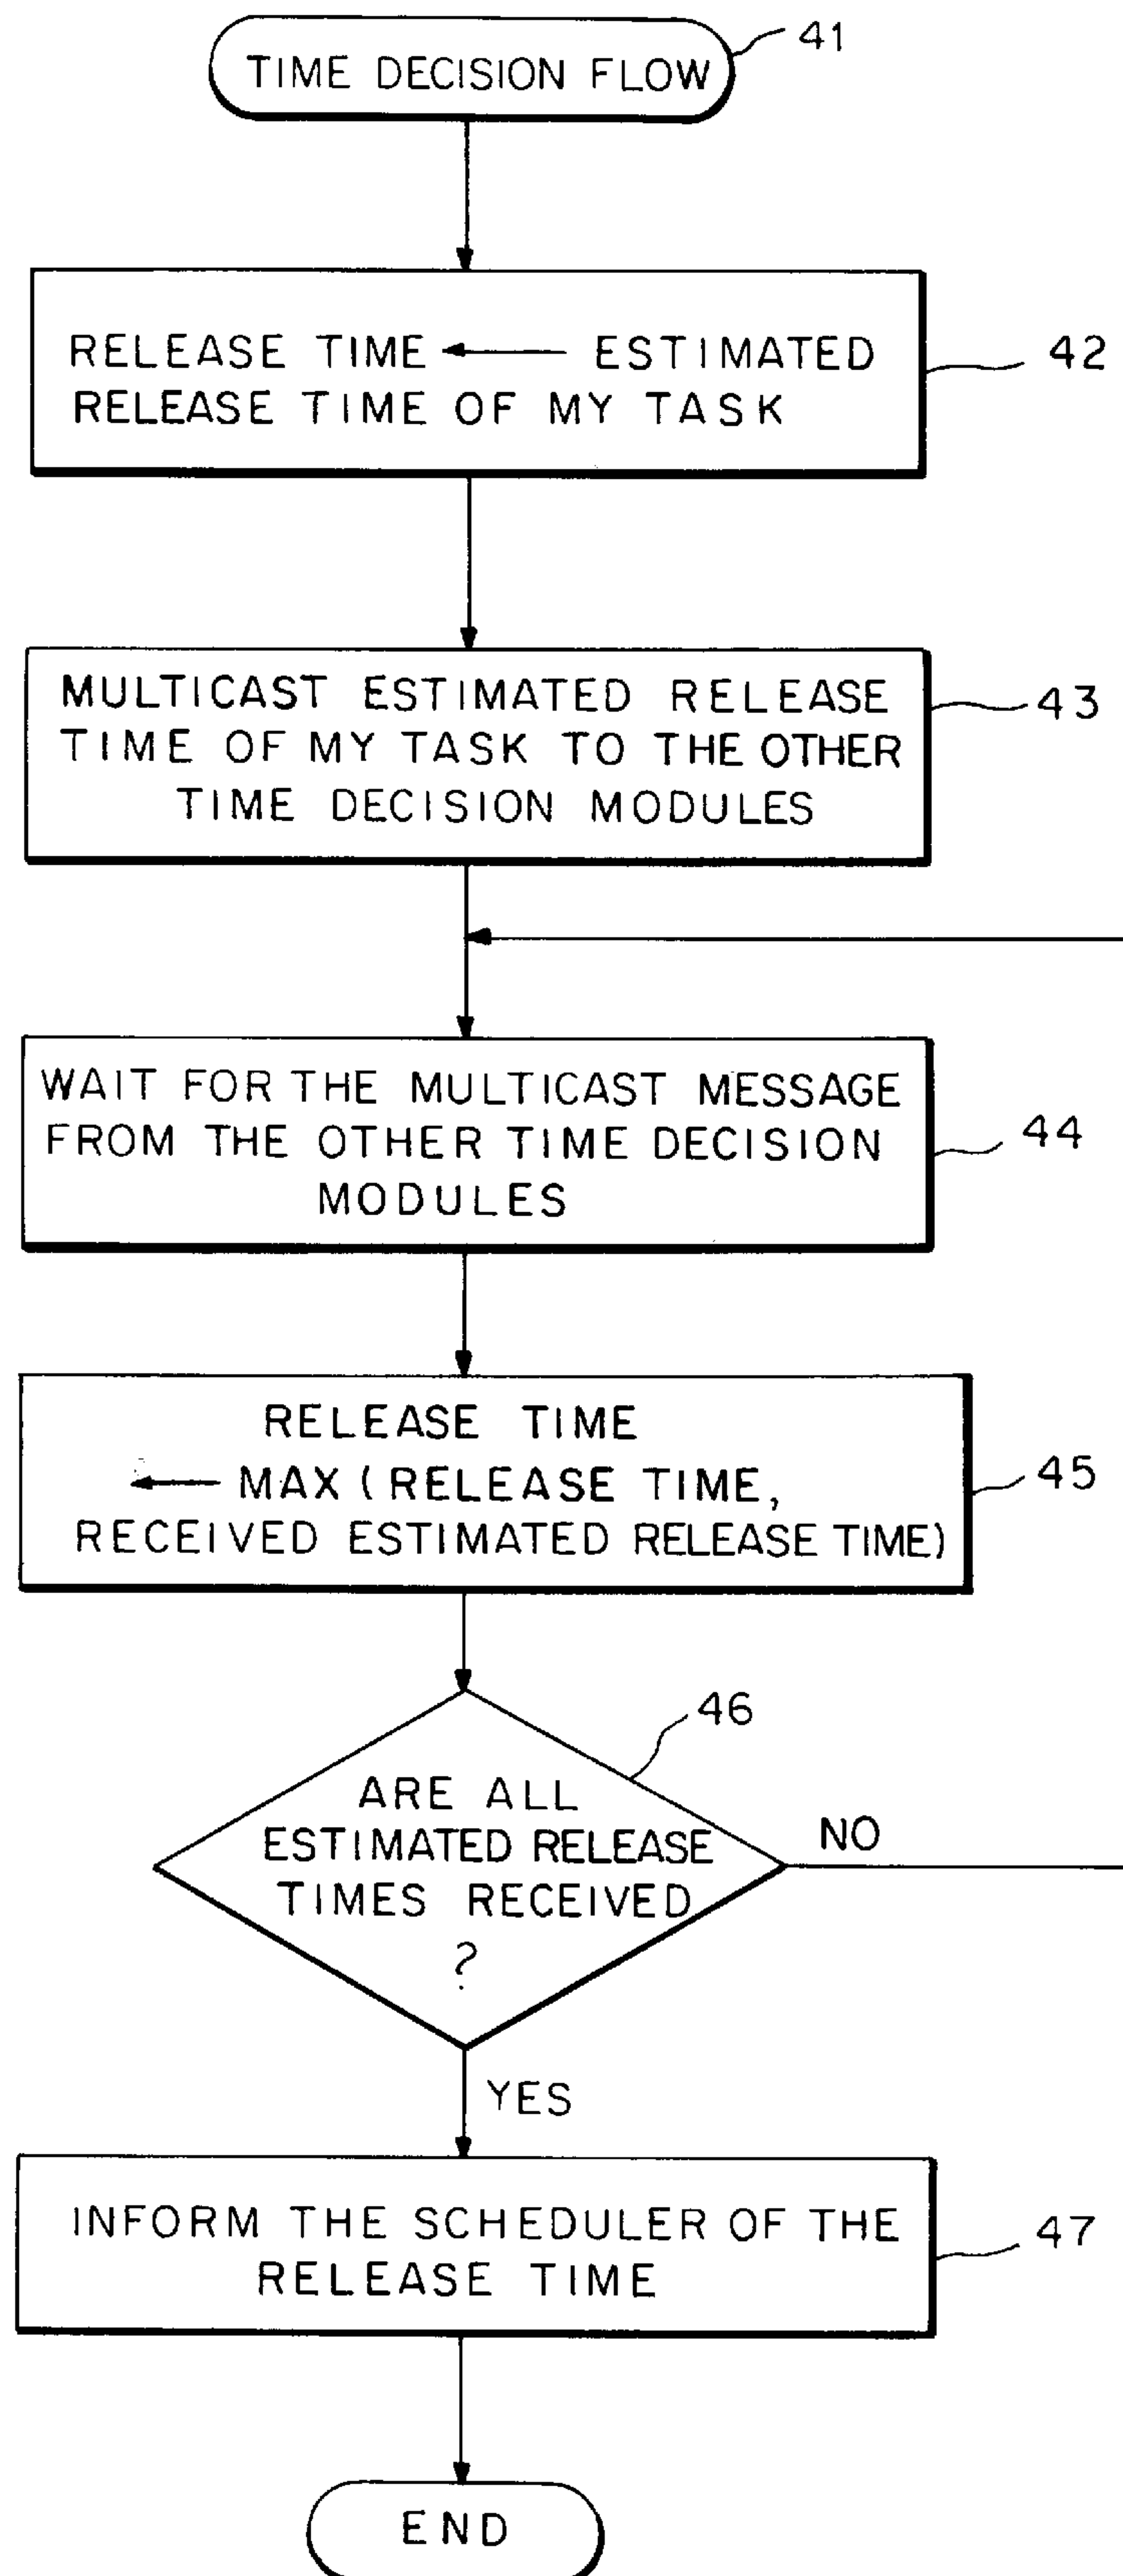 TIME DECISION FLOW
41
RELEASE TIME ← ESTIMATED
RELEASE TIME OF MY TASK
42
MULTICAST ESTIMATED RELEASE
TIME OF MY TASK TO THE OTHER
TIME DECISION MODULES
43
WAIT FOR THE MULTICAST MESSAGE
FROM THE OTHER TIME DECISION
MODULES
44
RELEASE TIME
← MAX (RELEASE TIME,
RECEIVED ESTIMATED RELEASE TIME)
45
46
ARE ALL
ESTIMATED RELEASE
TIMES RECEIVED
?
NO
YES
INFORM THE SCHEDULER OF THE
RELEASE TIME
47
END